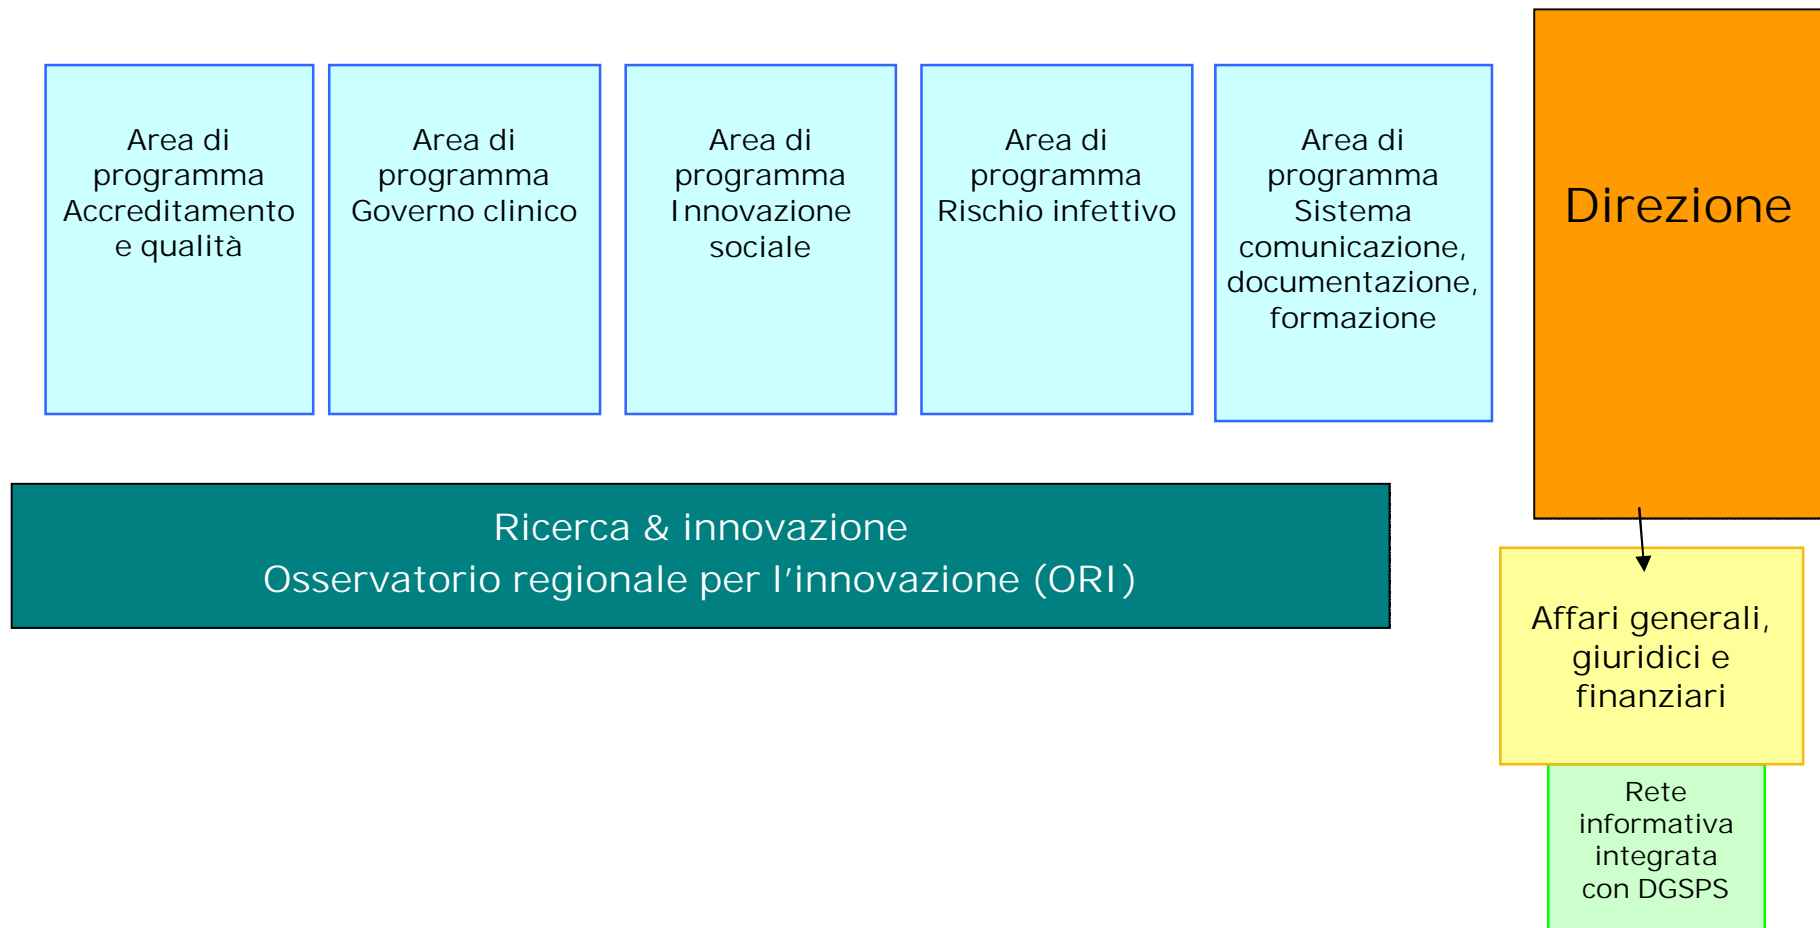 Area di
programma
Accreditamento
e qualità
Area di
programma
Governo clinico
Area di
programma
Innovazione
sociale
Area di
programma
Rischio infettivo
Area di
programma
Sistema
comunicazione,
documentazione,
formazione
Direzione
Ricerca & innovazione
Osservatorio regionale per l’innovazione (ORI)
Affari generali,
giuridici e
finanziari
Rete
informativa
integrata
con DGSPS